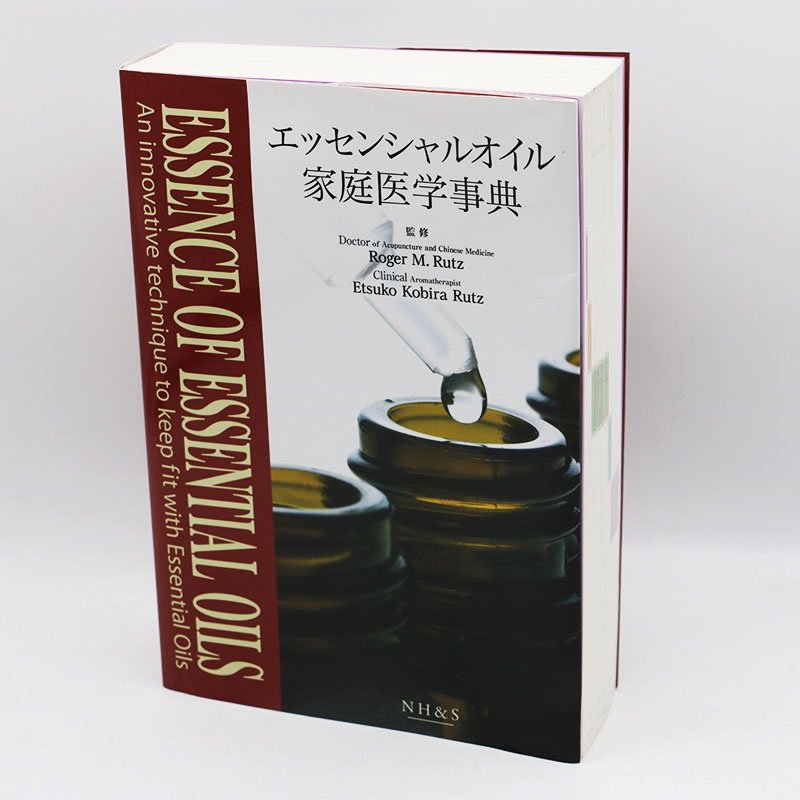 ESSENCE OF ESSENTIAL OILS
An innovative technique to keep fit with Essential Oils
エッセンシャルオイル
家庭医学事典
監修
Doctor of Acupuncture and Chinese Medicine
Roger M. Rutz
Clinical Aromatherapist
Etsuko Kobira Rutz
NH&S